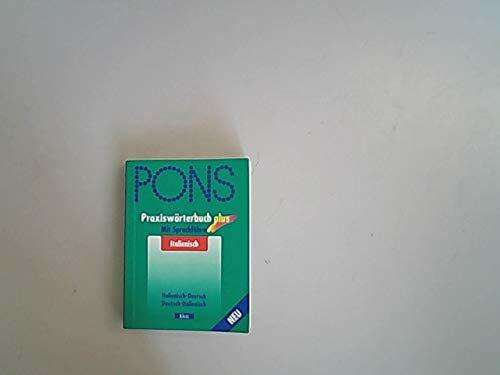 PONS
Praxiswörterbuch plus
Mit Sprachführer
Italienisch
Italienisch-Deutsch
Deutsch-Italienisch
Klett
NEU